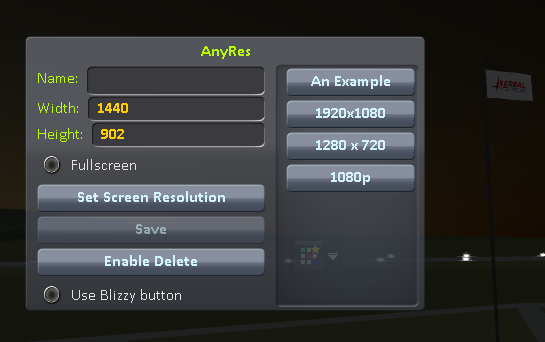 AnyRes
Name:
Width: 1440
Height: 902
Fullscreen
Set Screen Resolution
Save
Enable Delete
Use Blizzy button
An Example
1920x1080
1280 x 720
1080p
KERBAL